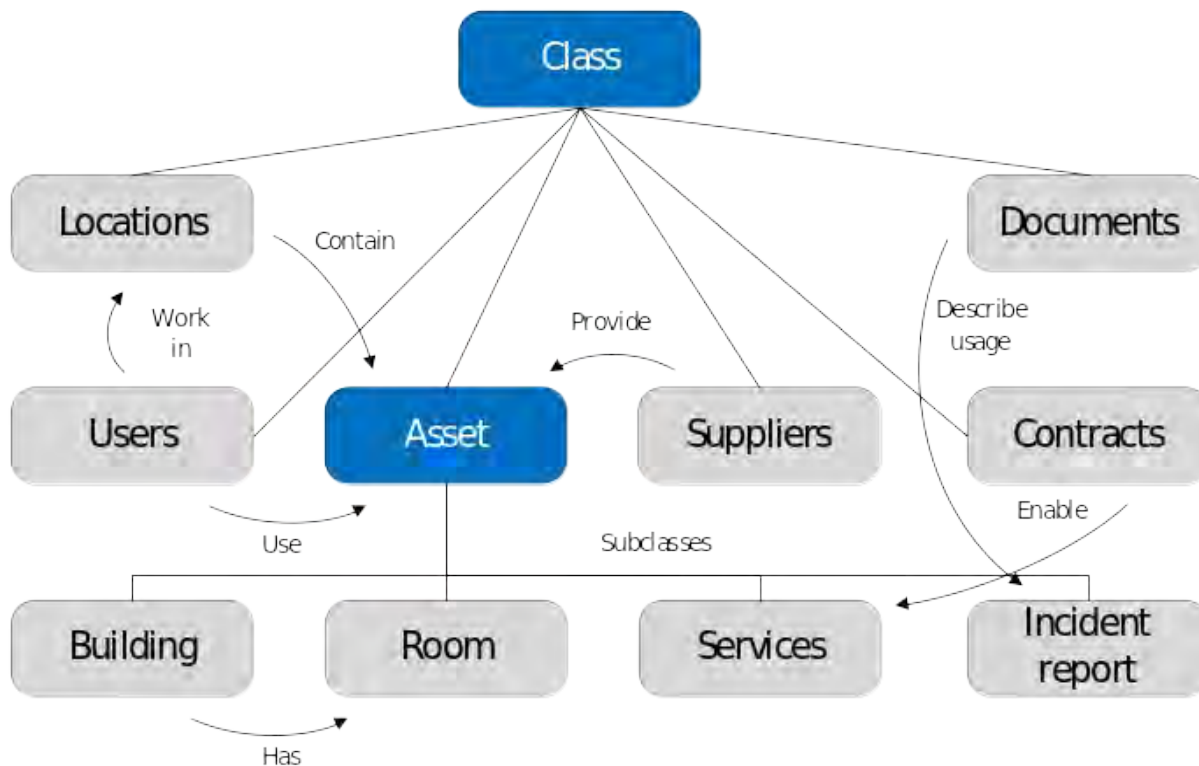 Class
Locations
Documents
Contain
Work
in
Provide
Describe
usage
Users
Asset
Suppliers
Contracts
Use
Subclasses
Enable
Building
Room
Services
Incident
report
Has